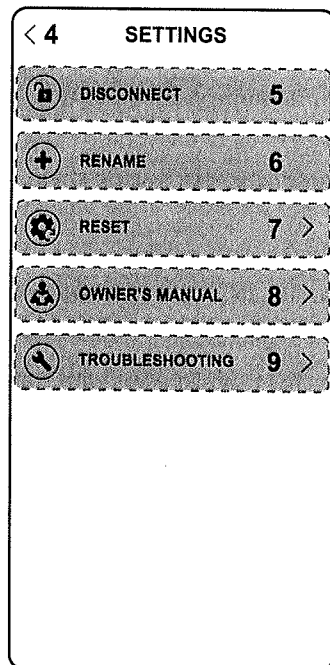 < 4 SETTINGS
DISCONNECT 5
RENAME 6
RESET 7 >
OWNER'S MANUAL 8 >
TROUBLESHOOTING 9 >